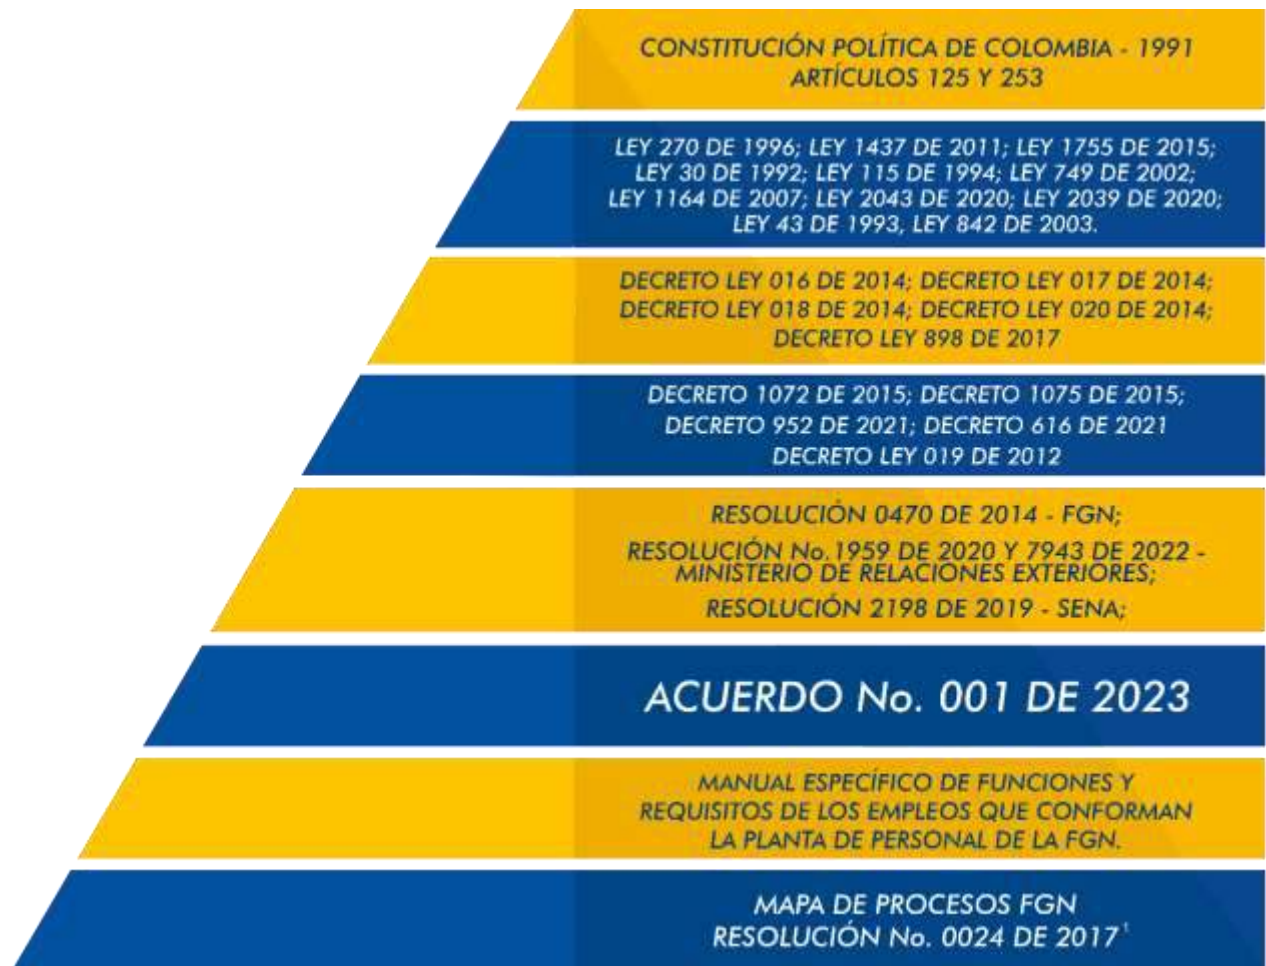 CONSTITUCIÓN POLÍTICA DE COLOMBIA - 1991
ARTÍCULOS 125 Y 253
LEY 270 DE 1996; LEY 1437 DE 2011; LEY 1755 DE 2015;
LEY 30 DE 1992; LEY 115 DE 1994; LEY 749 DE 2002;
LEY 1164 DE 2007; LEY 2043 DE 2020; LEY 2039 DE 2020;
LEY 43 DE 1993, LEY 842 DE 2003.
DECRETO LEY 016 DE 2014; DECRETO LEY 017 DE 2014;
DECRETO LEY 018 DE 2014; DECRETO LEY 020 DE 2014;
DECRETO LEY 898 DE 2017
DECRETO 1072 DE 2015; DECRETO 1075 DE 2015;
DECRETO 952 DE 2021; DECRETO 616 DE 2021
DECRETO LEY 019 DE 2012
RESOLUCIÓN 0470 DE 2014 - FGN;
RESOLUCIÓN No. 1959 DE 2020 Y 7943 DE 2022 -
MINISTERIO DE RELACIONES EXTERIORES;
RESOLUCIÓN 2198 DE 2019 - SENA;
ACUERDO No. 001 DE 2023
MANUAL ESPECÍFICO DE FUNCIONES Y
REQUISITOS DE LOS EMPLEOS QUE CONFORMAN
LA PLANTA DE PERSONAL DE LA FGN.
MAPA DE PROCESOS FGN
RESOLUCIÓN No. 0024 DE 2017¹